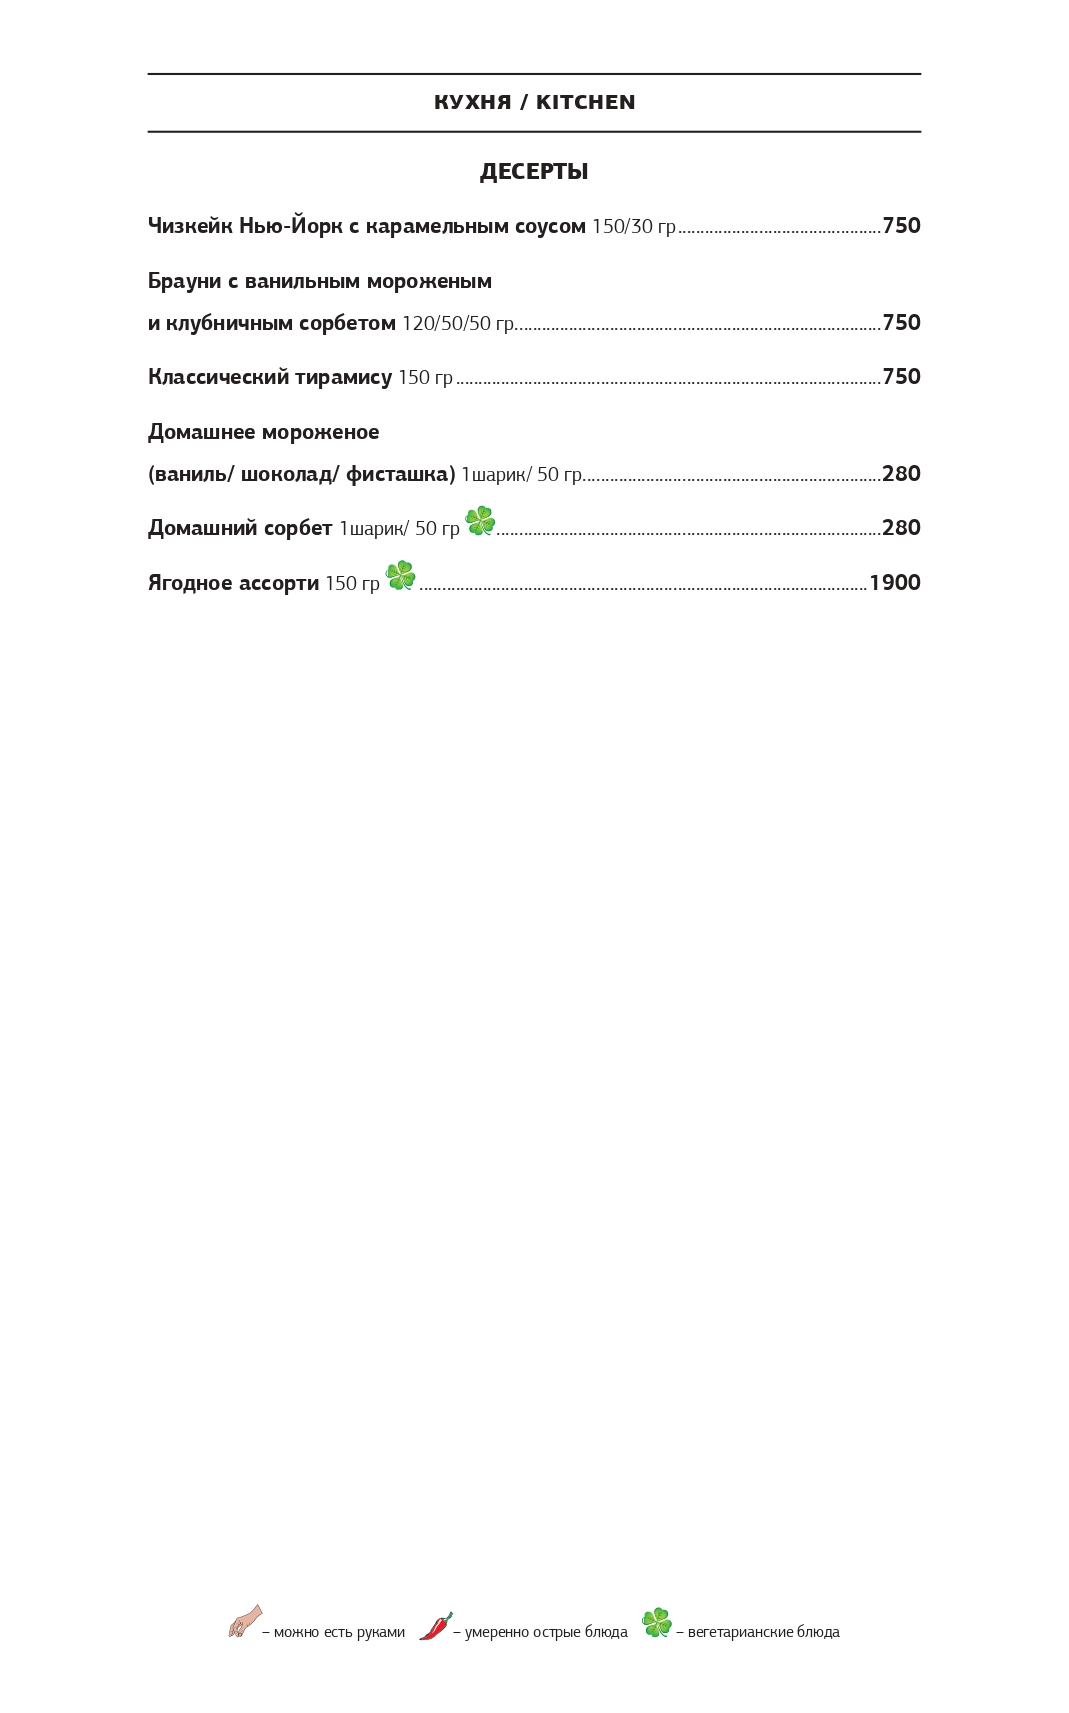 КУХНЯ / KITCHEN
ДЕСЕРТЫ
Чизкейк Нью-Йорк с карамельным соусом 150/30 гр.............................................750
Брауни с ванильным мороженым
и клубничным сорбетом 120/50/50 гр.................................................................................750
Классический тирамису 150 гр..............................................................................................750
Домашнее мороженое
(ваниль/ шоколад/ фисташка) 1шарик/ 50 гр..................................................................280
Домашний сорбет 1шарик/ 50 гр.....................................................................................280
Ягодное ассорти 150 гр...................................................................................................1900
– можно есть руками – умеренно острые блюда – вегетарианские блюда